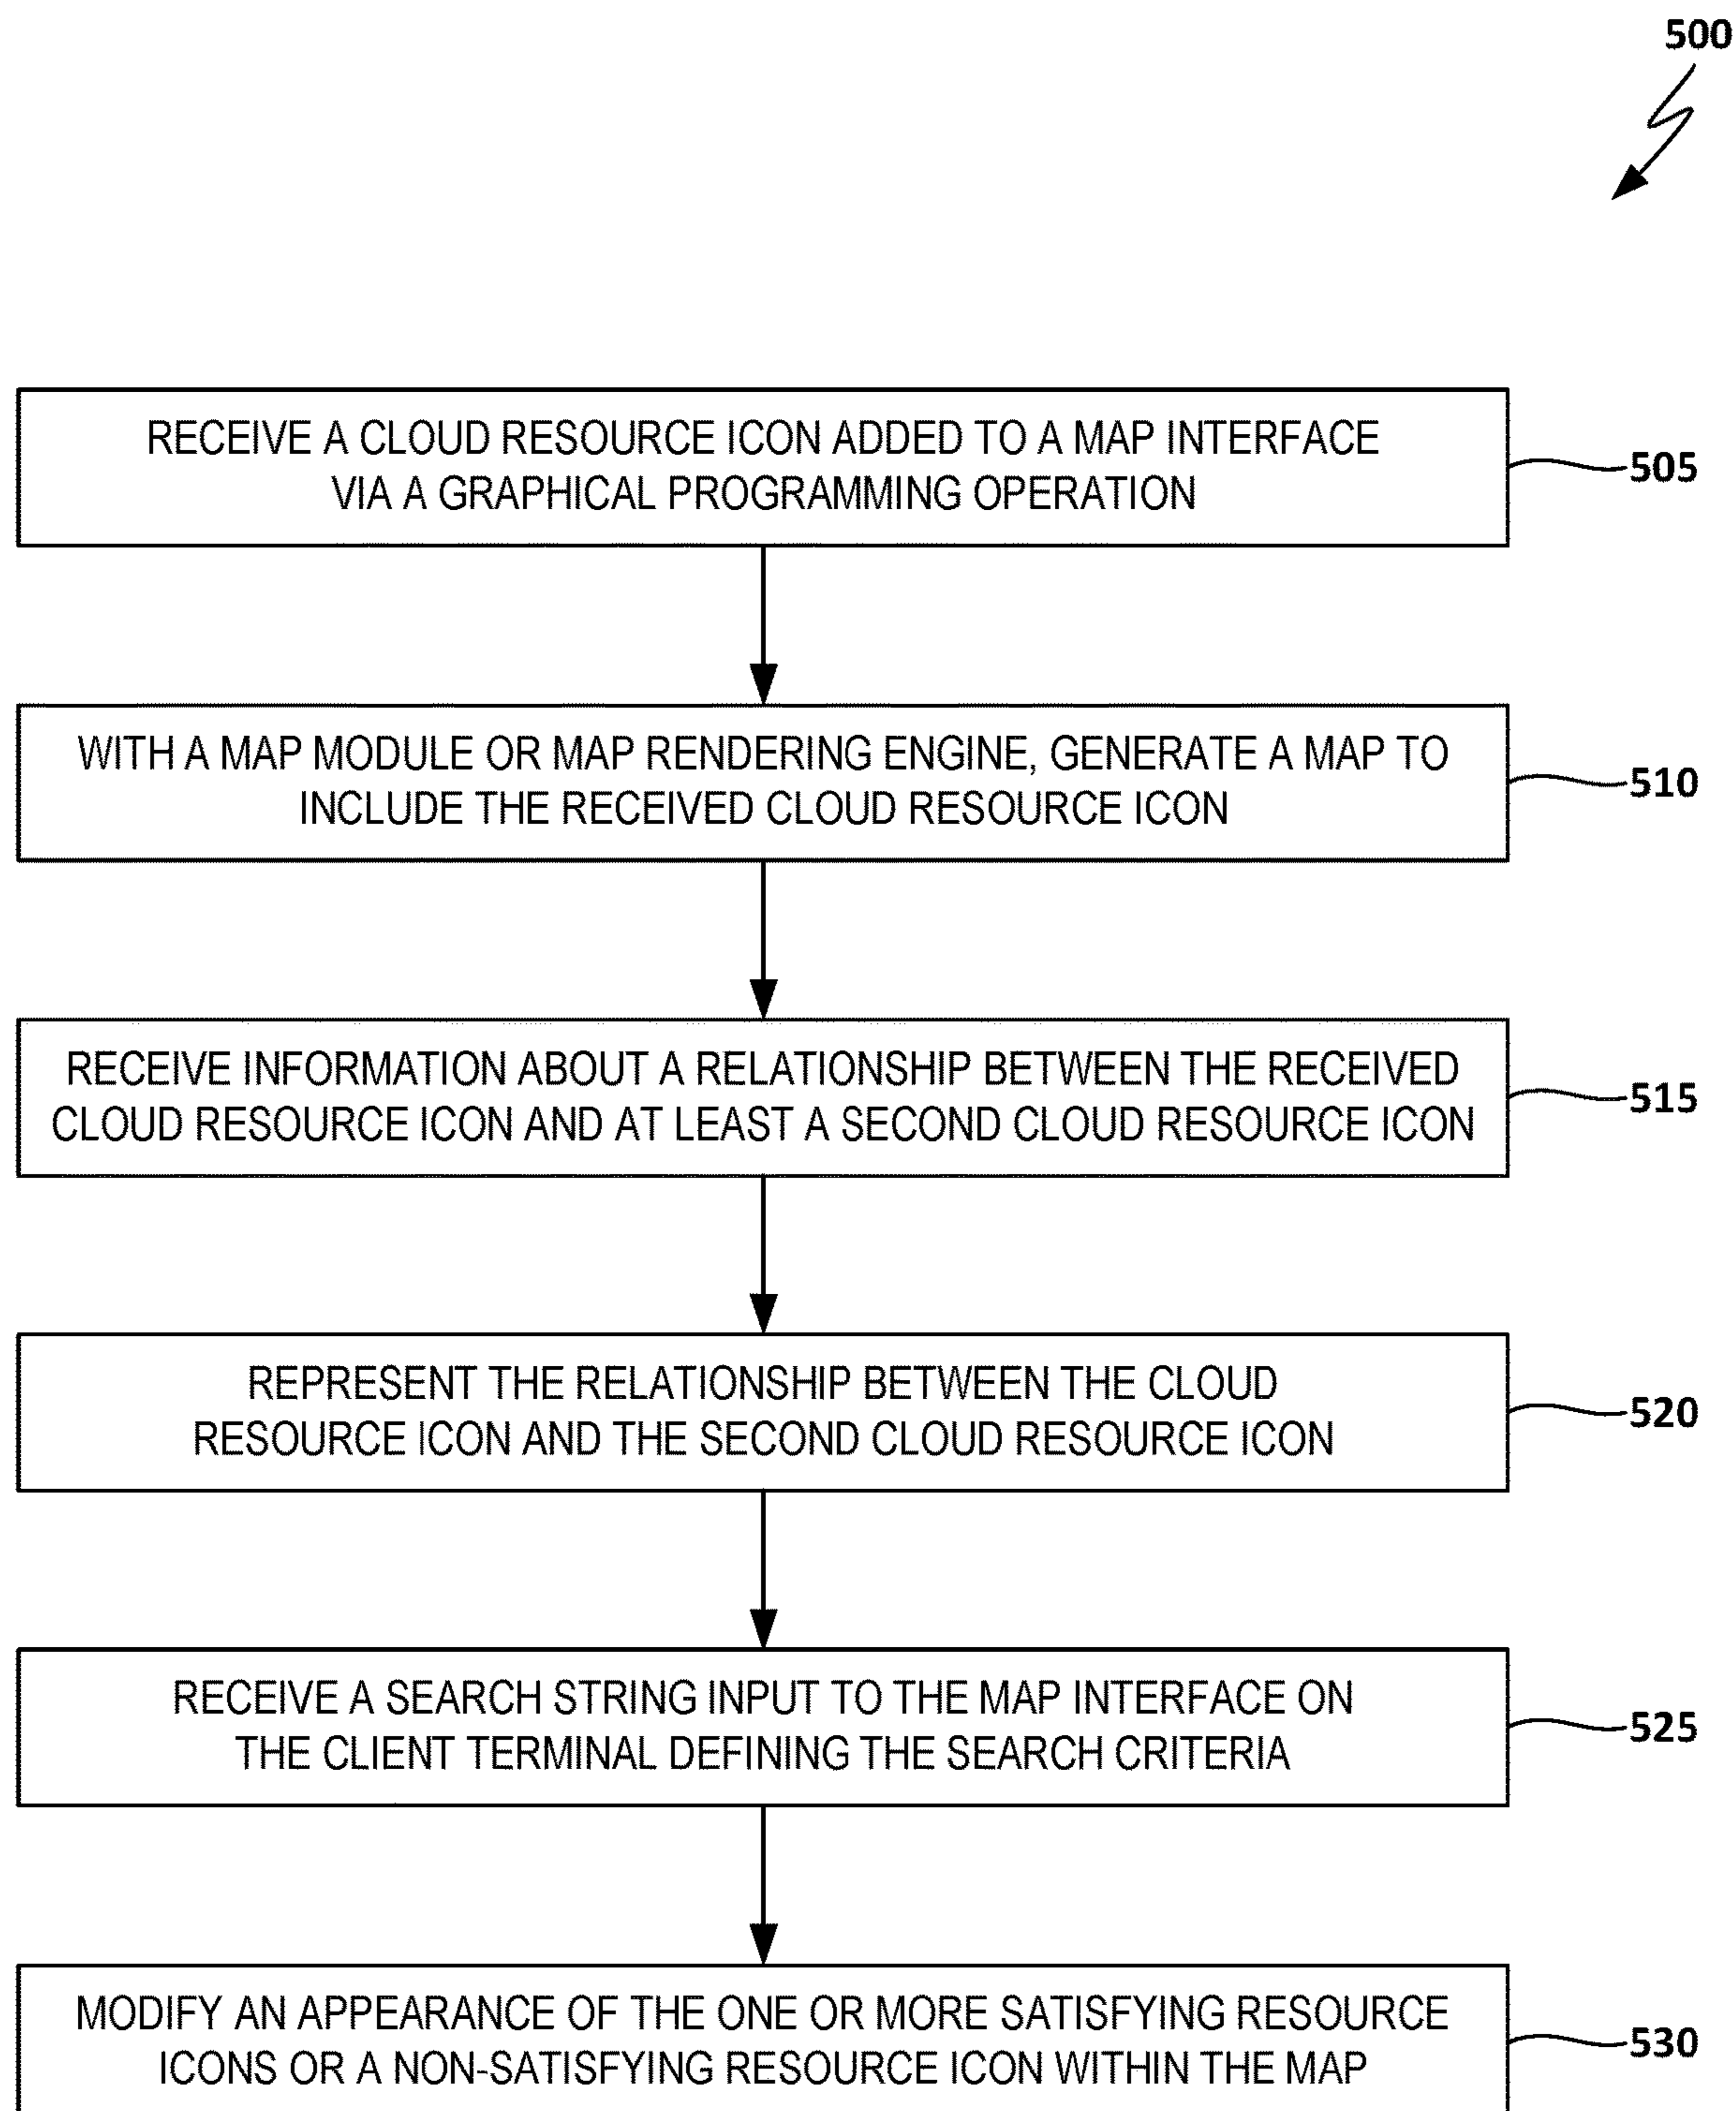 500
RECEIVE A CLOUD RESOURCE ICON ADDED TO A MAP INTERFACE
VIA A GRAPHICAL PROGRAMMING OPERATION
505
WITH A MAP MODULE OR MAP RENDERING ENGINE, GENERATE A MAP TO
INCLUDE THE RECEIVED CLOUD RESOURCE ICON
510
RECEIVE INFORMATION ABOUT A RELATIONSHIP BETWEEN THE RECEIVED
CLOUD RESOURCE ICON AND AT LEAST A SECOND CLOUD RESOURCE ICON
515
REPRESENT THE RELATIONSHIP BETWEEN THE CLOUD
RESOURCE ICON AND THE SECOND CLOUD RESOURCE ICON
520
RECEIVE A SEARCH STRING INPUT TO THE MAP INTERFACE ON
THE CLIENT TERMINAL DEFINING THE SEARCH CRITERIA
525
MODIFY AN APPEARANCE OF THE ONE OR MORE SATISFYING RESOURCE
ICONS OR A NON-SATISFYING RESOURCE ICON WITHIN THE MAP
530